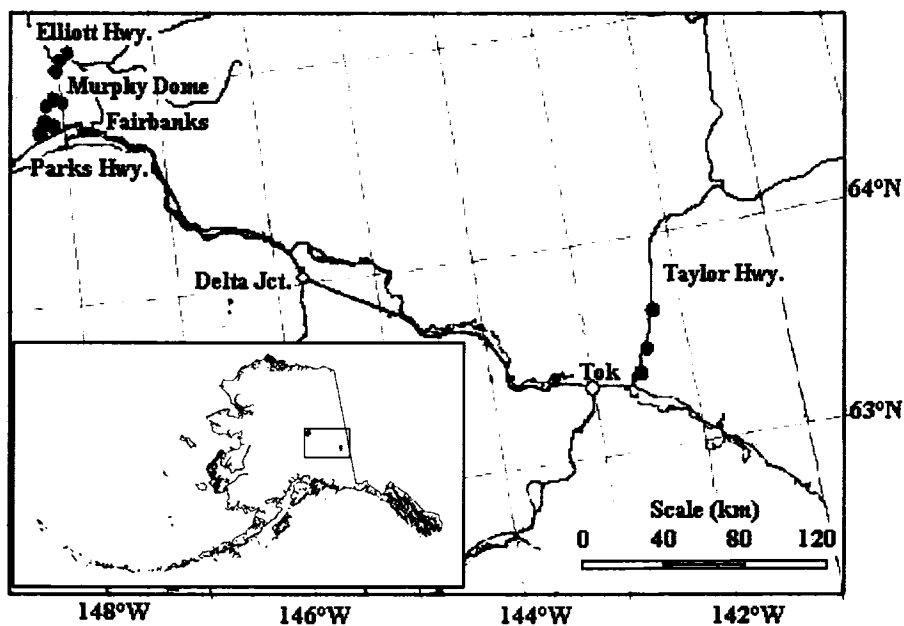 Elliott Hwy.
Murphy Dome
Fairbanks
Parks Hwy.
64°N
Delta Jct.
Taylor Hwy.
Tok
63°N
Scale (km)
0 40 80 120
148°W 146°W 144°W 142°W